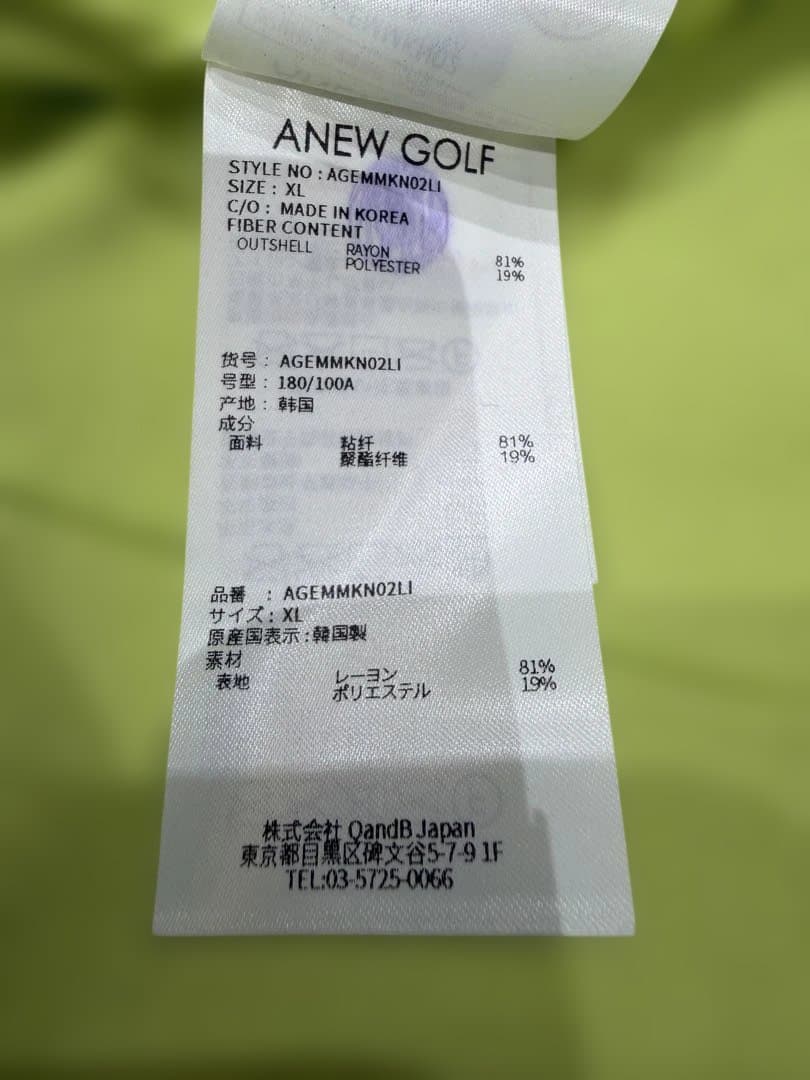 ANEW GOLF
STYLE NO : AGEMMKN02LI
SIZE : XL
C/O : MADE IN KOREA
FIBER CONTENT
OUTSHELL RAYON 81%
POLYESTER 19%
货号 : AGEMMKN02LI
号型 : 180/100A
产地 : 韩国
成分
面料 粘纤 81%
聚酯纤维 19%
品番 : AGEMMKN02LI
サイズ : XL
原産国表示 : 韓国製
素材
表地 レーヨン 81%
ポリエステル 19%
株式会社 QandB Japan
東京都目黒区碑文谷5-7-9 1F
TEL:03-5725-0066